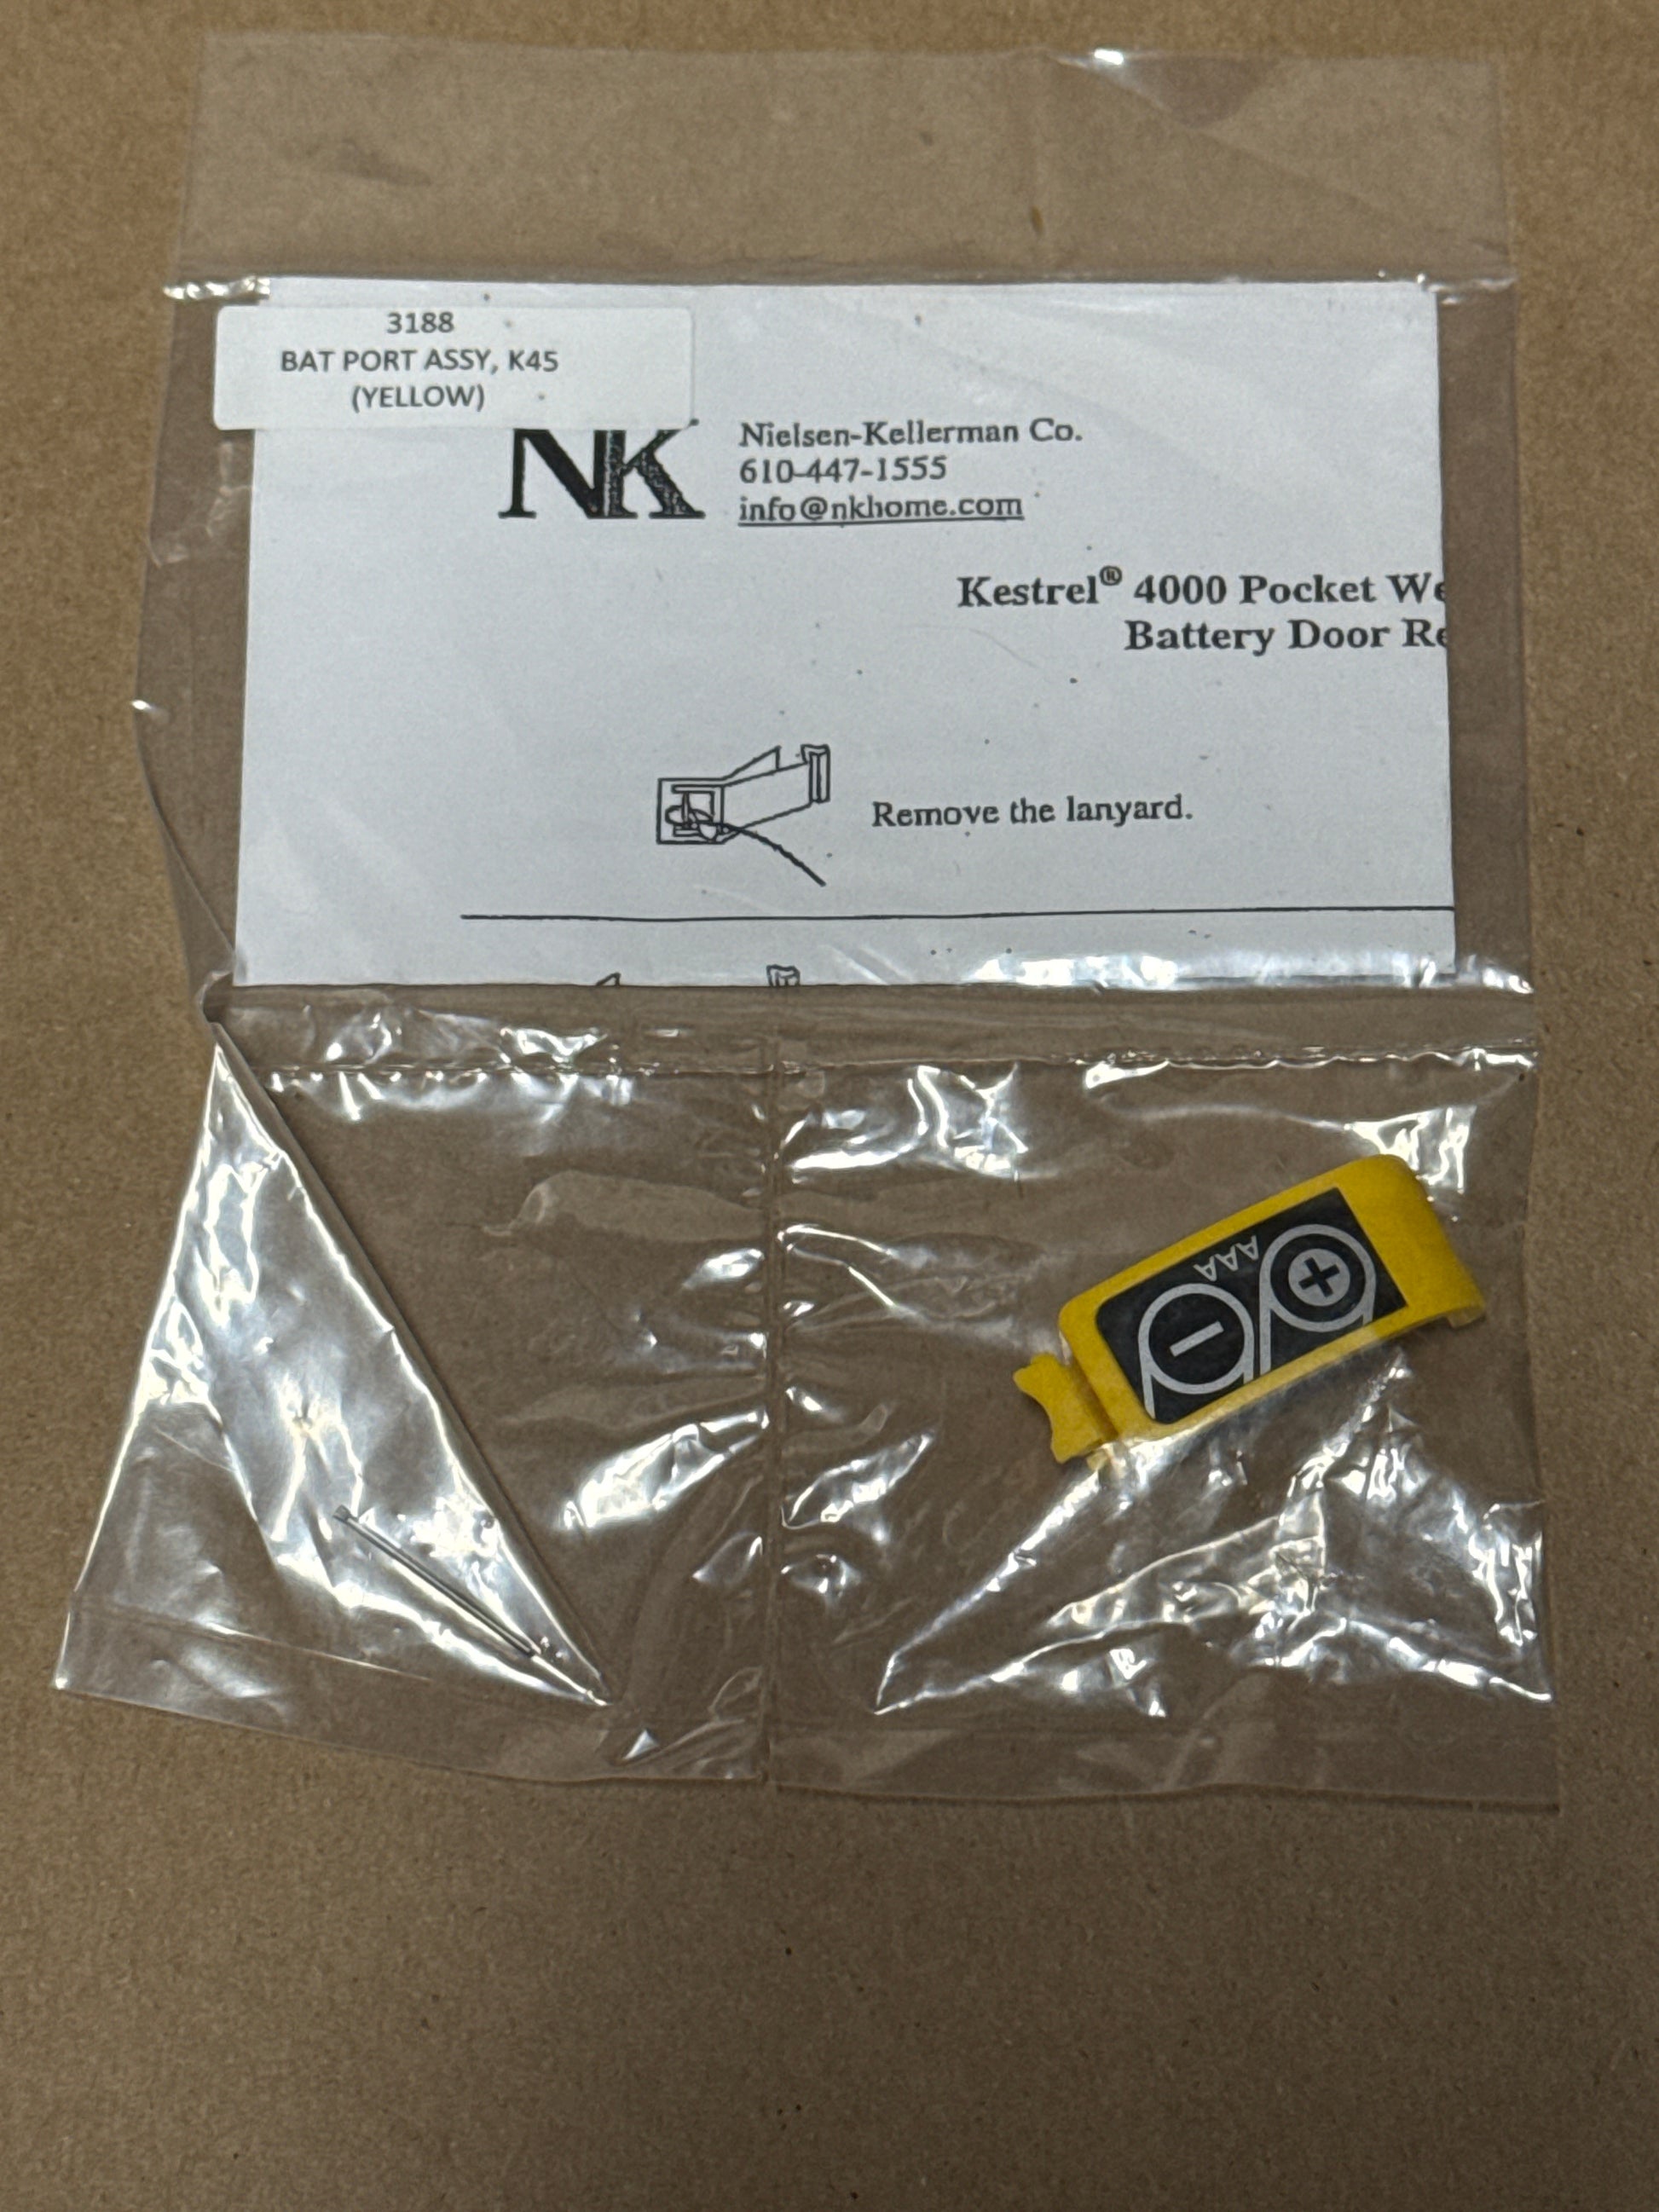 3188
BAT PORT ASSY, K45
(YELLOW)
NK
Nielsen-Kellerman Co.
610-447-1555
info@nkhome.com
Kestrel® 4000 Pocket We
Battery Door Re
Remove the lanyard.
AAA
+
−